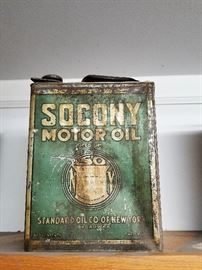 SOCONY
MOTOR OIL
STANDARD OIL CO. OF NEW YORK